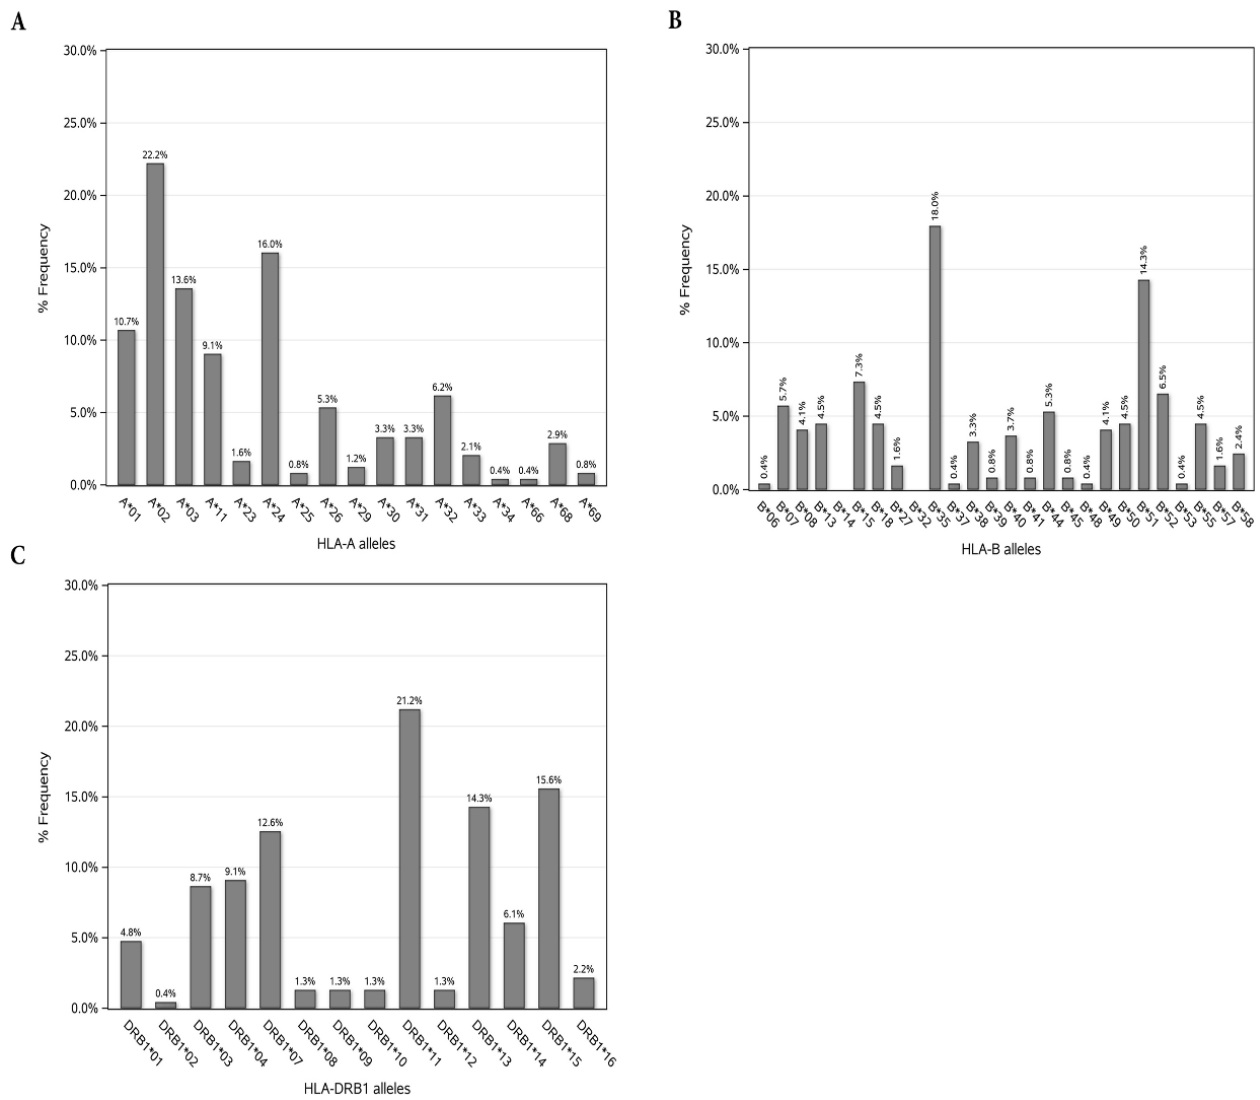 A
30.0%
25.0%
20.0%
15.0%
10.0%
5.0%
0.0%
% Frequency
10.7%
22.2%
13.6%
9.1%
1.6%
16.0%
0.8%
5.3%
1.2%
3.3%
3.3%
6.2%
2.1%
0.4%
0.4%
2.9%
0.8%
A*01
A*02
A*03
A*11
A*23
A*24
A*25
A*26
A*29
A*30
A*31
A*32
A*33
A*34
A*66
A*68
A*69
HLA-A alleles
B
30.0%
25.0%
20.0%
15.0%
10.0%
5.0%
0.0%
% Frequency
0.4%
5.7%
4.1%
4.5%
7.3%
4.5%
1.6%
18.0%
0.4%
3.3%
0.8%
3.7%
0.8%
5.3%
0.8%
0.4%
4.1%
4.5%
14.3%
6.5%
0.4%
4.5%
1.6%
2.4%
B*06
B*07
B*08
B*13
B*14
B*15
B*18
B*27
B*32
B*35
B*37
B*38
B*39
B*40
B*41
B*44
B*45
B*48
B*49
B*50
B*51
B*52
B*53
B*55
B*57
B*58
HLA-B alleles
C
30.0%
25.0%
20.0%
15.0%
10.0%
5.0%
0.0%
% Frequency
4.8%
0.4%
8.7%
9.1%
12.6%
1.3%
1.3%
1.3%
21.2%
1.3%
14.3%
6.1%
15.6%
2.2%
DRB1*01
DRB1*02
DRB1*03
DRB1*04
DRB1*07
DRB1*08
DRB1*09
DRB1*10
DRB1*11
DRB1*12
DRB1*13
DRB1*14
DRB1*15
DRB1*16
HLA-DRB1 alleles